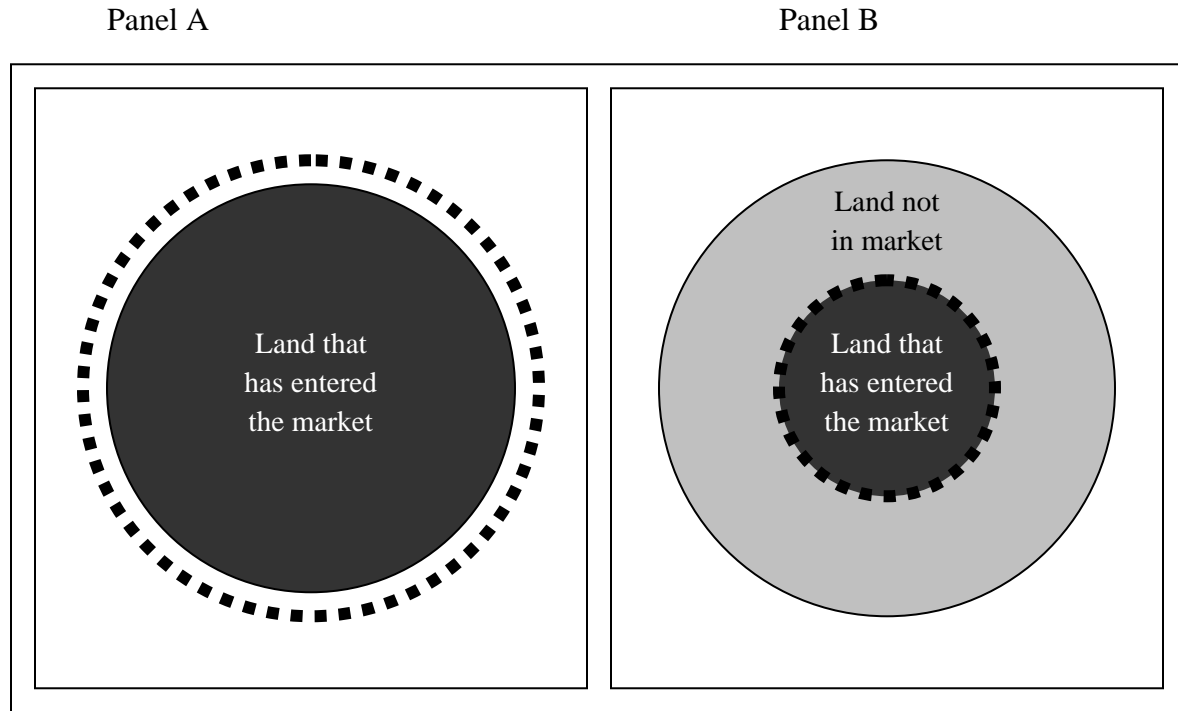 Panel A
Panel B
Land that
has entered
the market
Land not
in market
Land that
has entered
the market